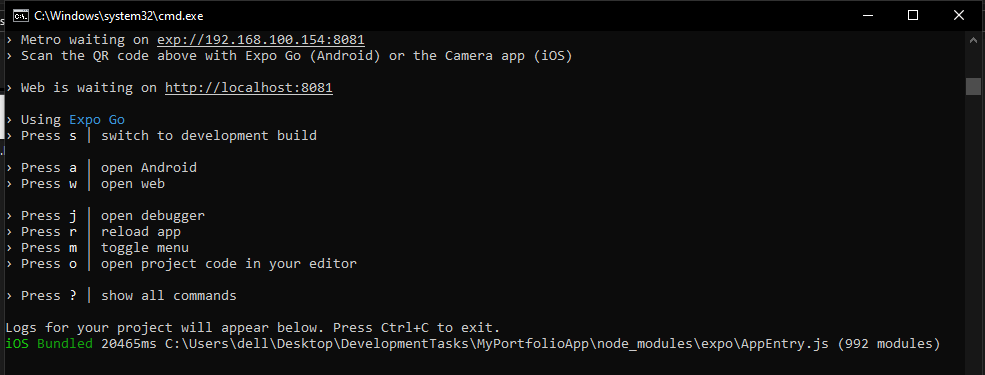 C:\Windows\system32\cmd.exe
› Metro waiting on exp://192.168.100.154:8081
› Scan the QR code above with Expo Go (Android) or the Camera app (iOS)
› Web is waiting on http://localhost:8081
› Using Expo Go
› Press s │ switch to development build
› Press a │ open Android
› Press w │ open web
› Press j │ open debugger
› Press r │ reload app
› Press m │ toggle menu
› Press o │ open project code in your editor
› Press ? │ show all commands
Logs for your project will appear below. Press Ctrl+C to exit.
iOS Bundled 20465ms C:\Users\dell\Desktop\DevelopmentTasks\MyPortfolioApp\node_modules\expo\AppEntry.js (992 modules)